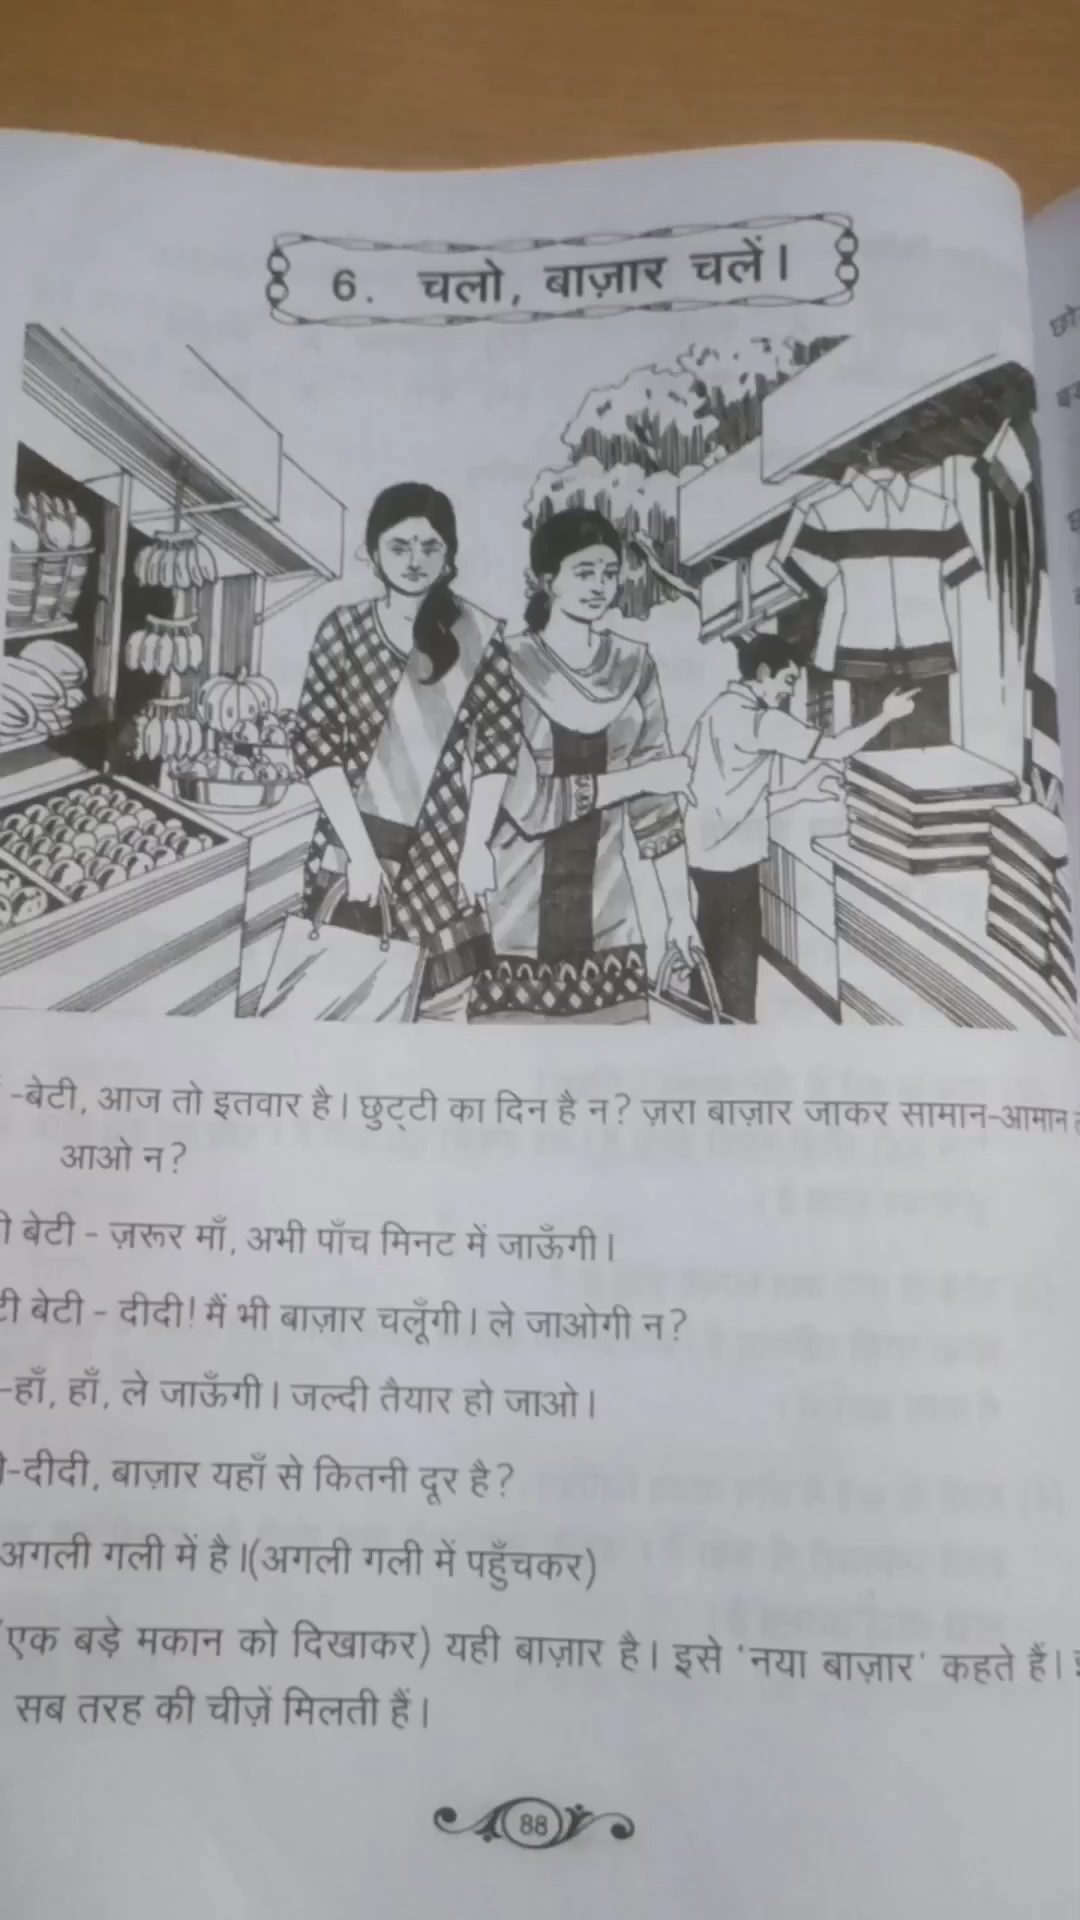 6. चलो, बाज़ार चलें।
-बेटी, आज तो इतवार है। छुट्टी का दिन है न? ज़रा बाज़ार जाकर सामान-आमान
आओ न?
बेटी - ज़रूर माँ, अभी पाँच मिनट में जाऊँगी।
बेटी - दीदी! मैं भी बाज़ार चलूँगी। ले जाओगी न?
-हाँ, हाँ, ले जाऊँगी। जल्दी तैयार हो जाओ।
-दीदी, बाज़ार यहाँ से कितनी दूर है?
अगली गली में है।(अगली गली में पहुँचकर)
(एक बड़े मकान को दिखाकर) यही बाज़ार है। इसे 'नया बाज़ार' कहते हैं।
सब तरह की चीज़ें मिलती हैं।
88